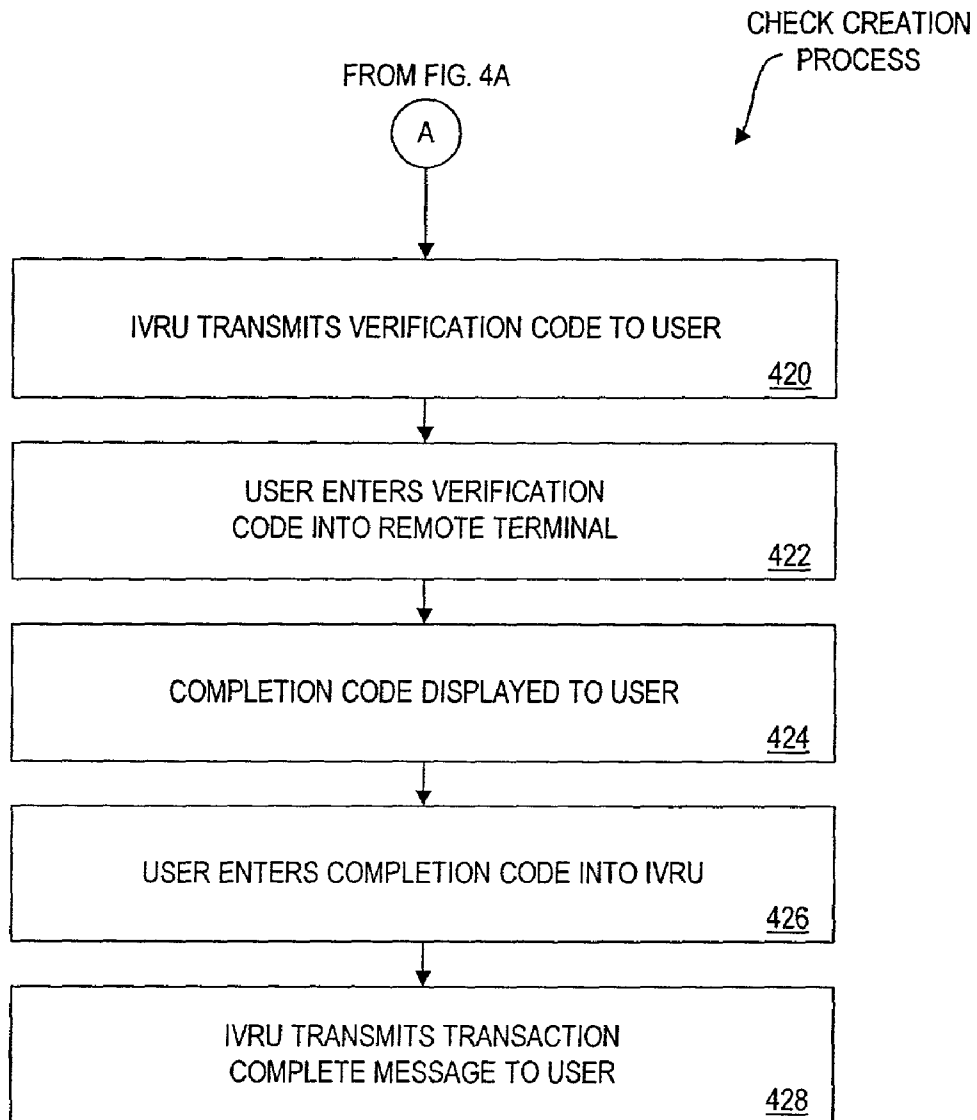 CHECK CREATION
PROCESS
FROM FIG. 4A
A
IVRU TRANSMITS VERIFICATION CODE TO USER
420
USER ENTERS VERIFICATION
CODE INTO REMOTE TERMINAL
422
COMPLETION CODE DISPLAYED TO USER
424
USER ENTERS COMPLETION CODE INTO IVRU
426
IVRU TRANSMITS TRANSACTION
COMPLETE MESSAGE TO USER
428